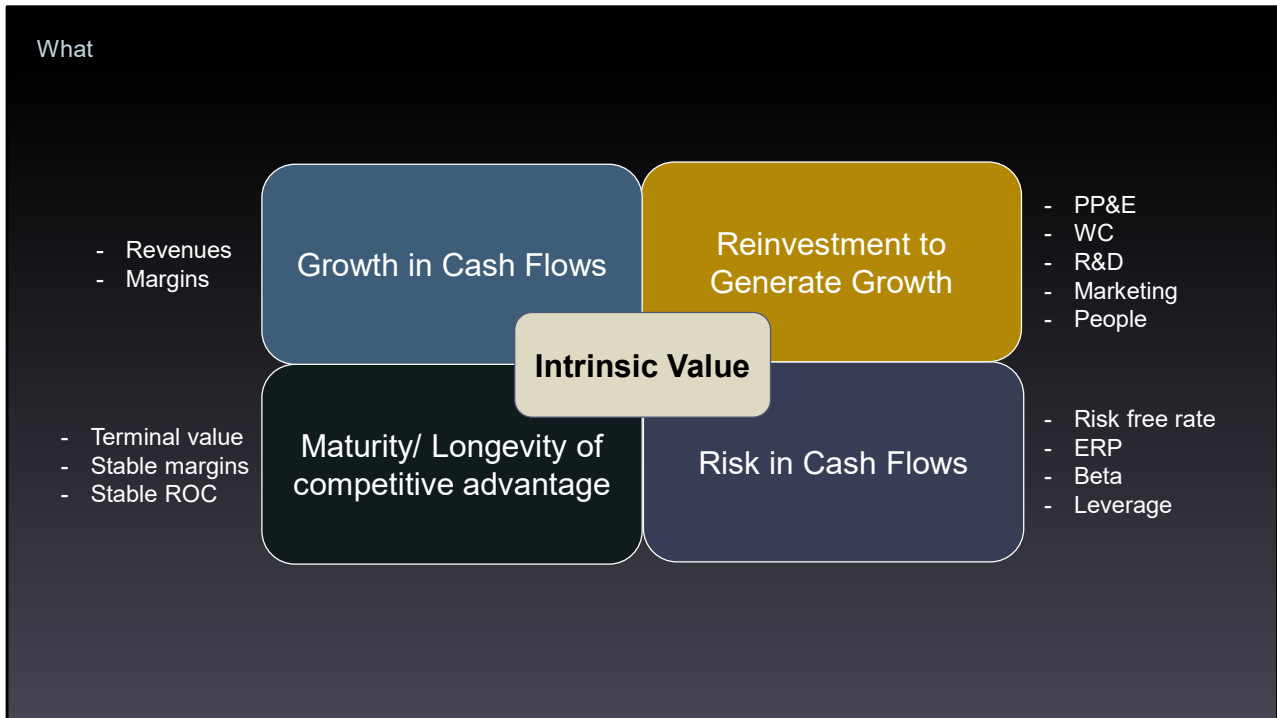 What
- Revenues
- Margins
Growth in Cash Flows
Reinvestment to
Generate Growth
- PP&E
- WC
- R&D
- Marketing
- People
Intrinsic Value
- Terminal value
- Stable margins
- Stable ROC
Maturity/ Longevity of
competitive advantage
Risk in Cash Flows
- Risk free rate
- ERP
- Beta
- Leverage